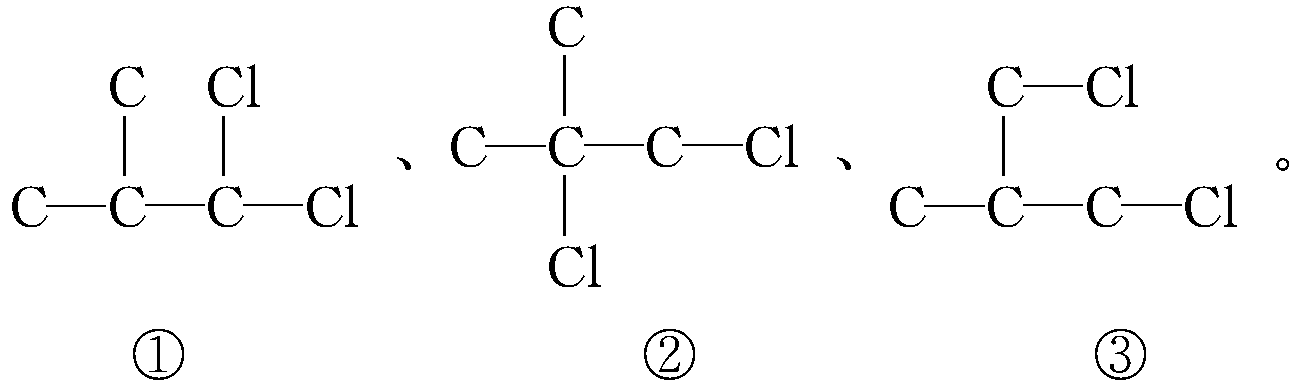 C
C Cl C—Cl
C—C—C—Cl 、
C—C—C—Cl 、 C—C—C—Cl 。
Cl
① ② ③